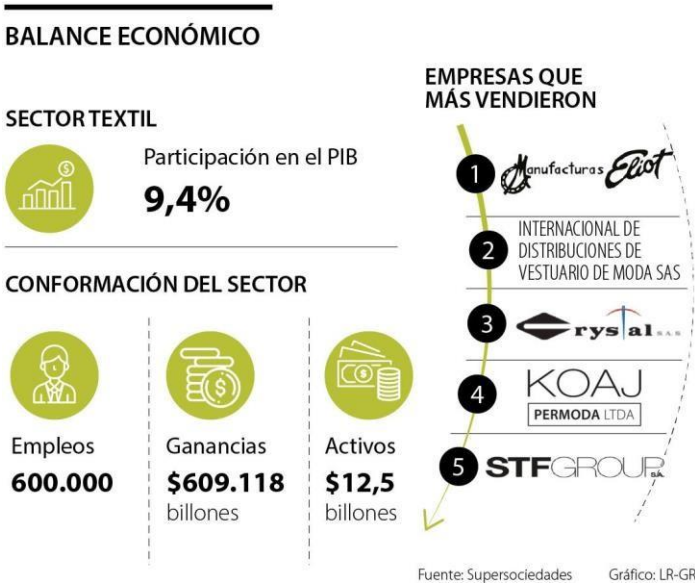 BALANCE ECONÓMICO
SECTOR TEXTIL
Participación en el PIB
9,4%
CONFORMACIÓN DEL SECTOR
Empleos
600.000
Ganancias
$609.118
billones
Activos
$12,5
billones
EMPRESAS QUE
MÁS VENDIERON
1 Manufacturas Eliot
2 INTERNACIONAL DE
DISTRIBUCIONES DE
VESTUARIO DE MODA SAS
3 Crystal S.A.S
4 KOAJ
PERMODA LTDA
5 STFGROUP S.A.
Fuente: Supersociedades Gráfico: LR-GR